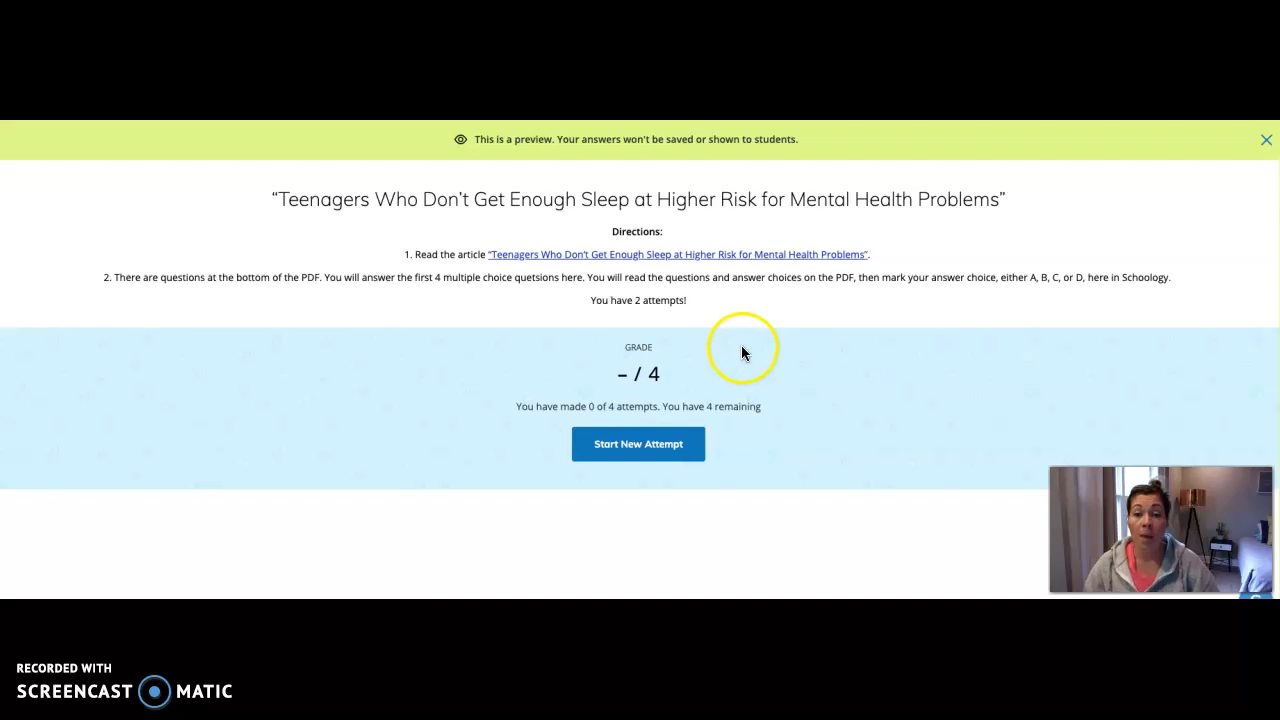 This is a preview. Your answers won't be saved or shown to students.
“Teenagers Who Don’t Get Enough Sleep at Higher Risk for Mental Health Problems”
Directions:
1. Read the article “Teenagers Who Don’t Get Enough Sleep at Higher Risk for Mental Health Problems”.
2. There are questions at the bottom of the PDF. You will answer the first 4 multiple choice quetsions here. You will read the questions and answer choices on the PDF, then mark your answer choice, either A, B, C, or D, here in Schoology.
You have 2 attempts!
GRADE
– / 4
You have made 0 of 4 attempts. You have 4 remaining
Start New Attempt
RECORDED WITH
SCREENCAST MATIC